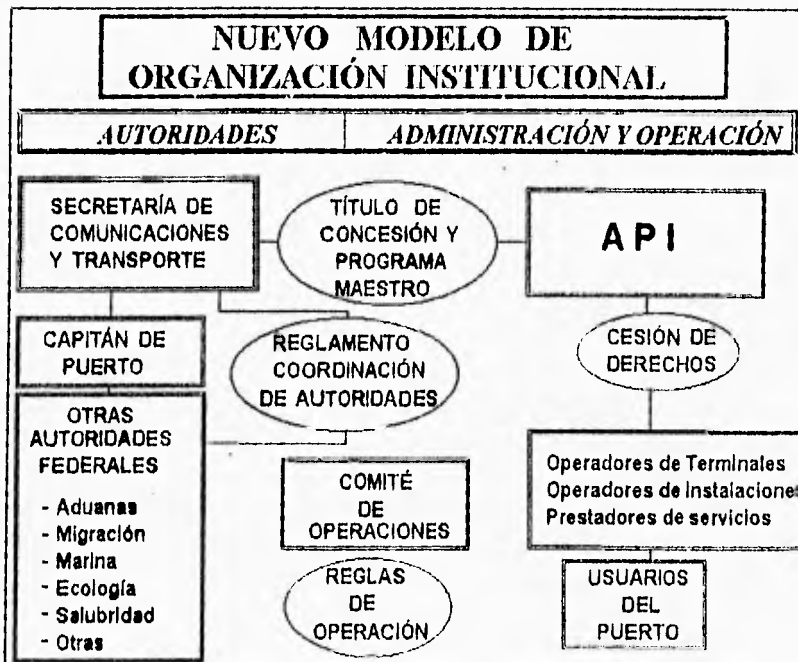 NUEVO MODELO DE
ORGANIZACIÓN INSTITUCIONAL
AUTORIDADES
ADMINISTRACIÓN Y OPERACIÓN
SECRETARÍA DE
COMUNICACIONES
Y TRANSPORTE
TÍTULO DE
CONCESIÓN Y
PROGRAMA
MAESTRO
API
CAPITÁN DE
PUERTO
REGLAMENTO
COORDINACIÓN
DE AUTORIDADES
CESIÓN DE
DERECHOS
OTRAS
AUTORIDADES
FEDERALES
- Aduanas
- Migración
- Marina
- Ecología
- Salubridad
- Otras
COMITÉ
DE
OPERACIONES
REGLAS
DE
OPERACIÓN
Operadores de Terminales
Operadores de Instalacione
Prestadores de servicios
USUARIOS
DEL
PUERTO